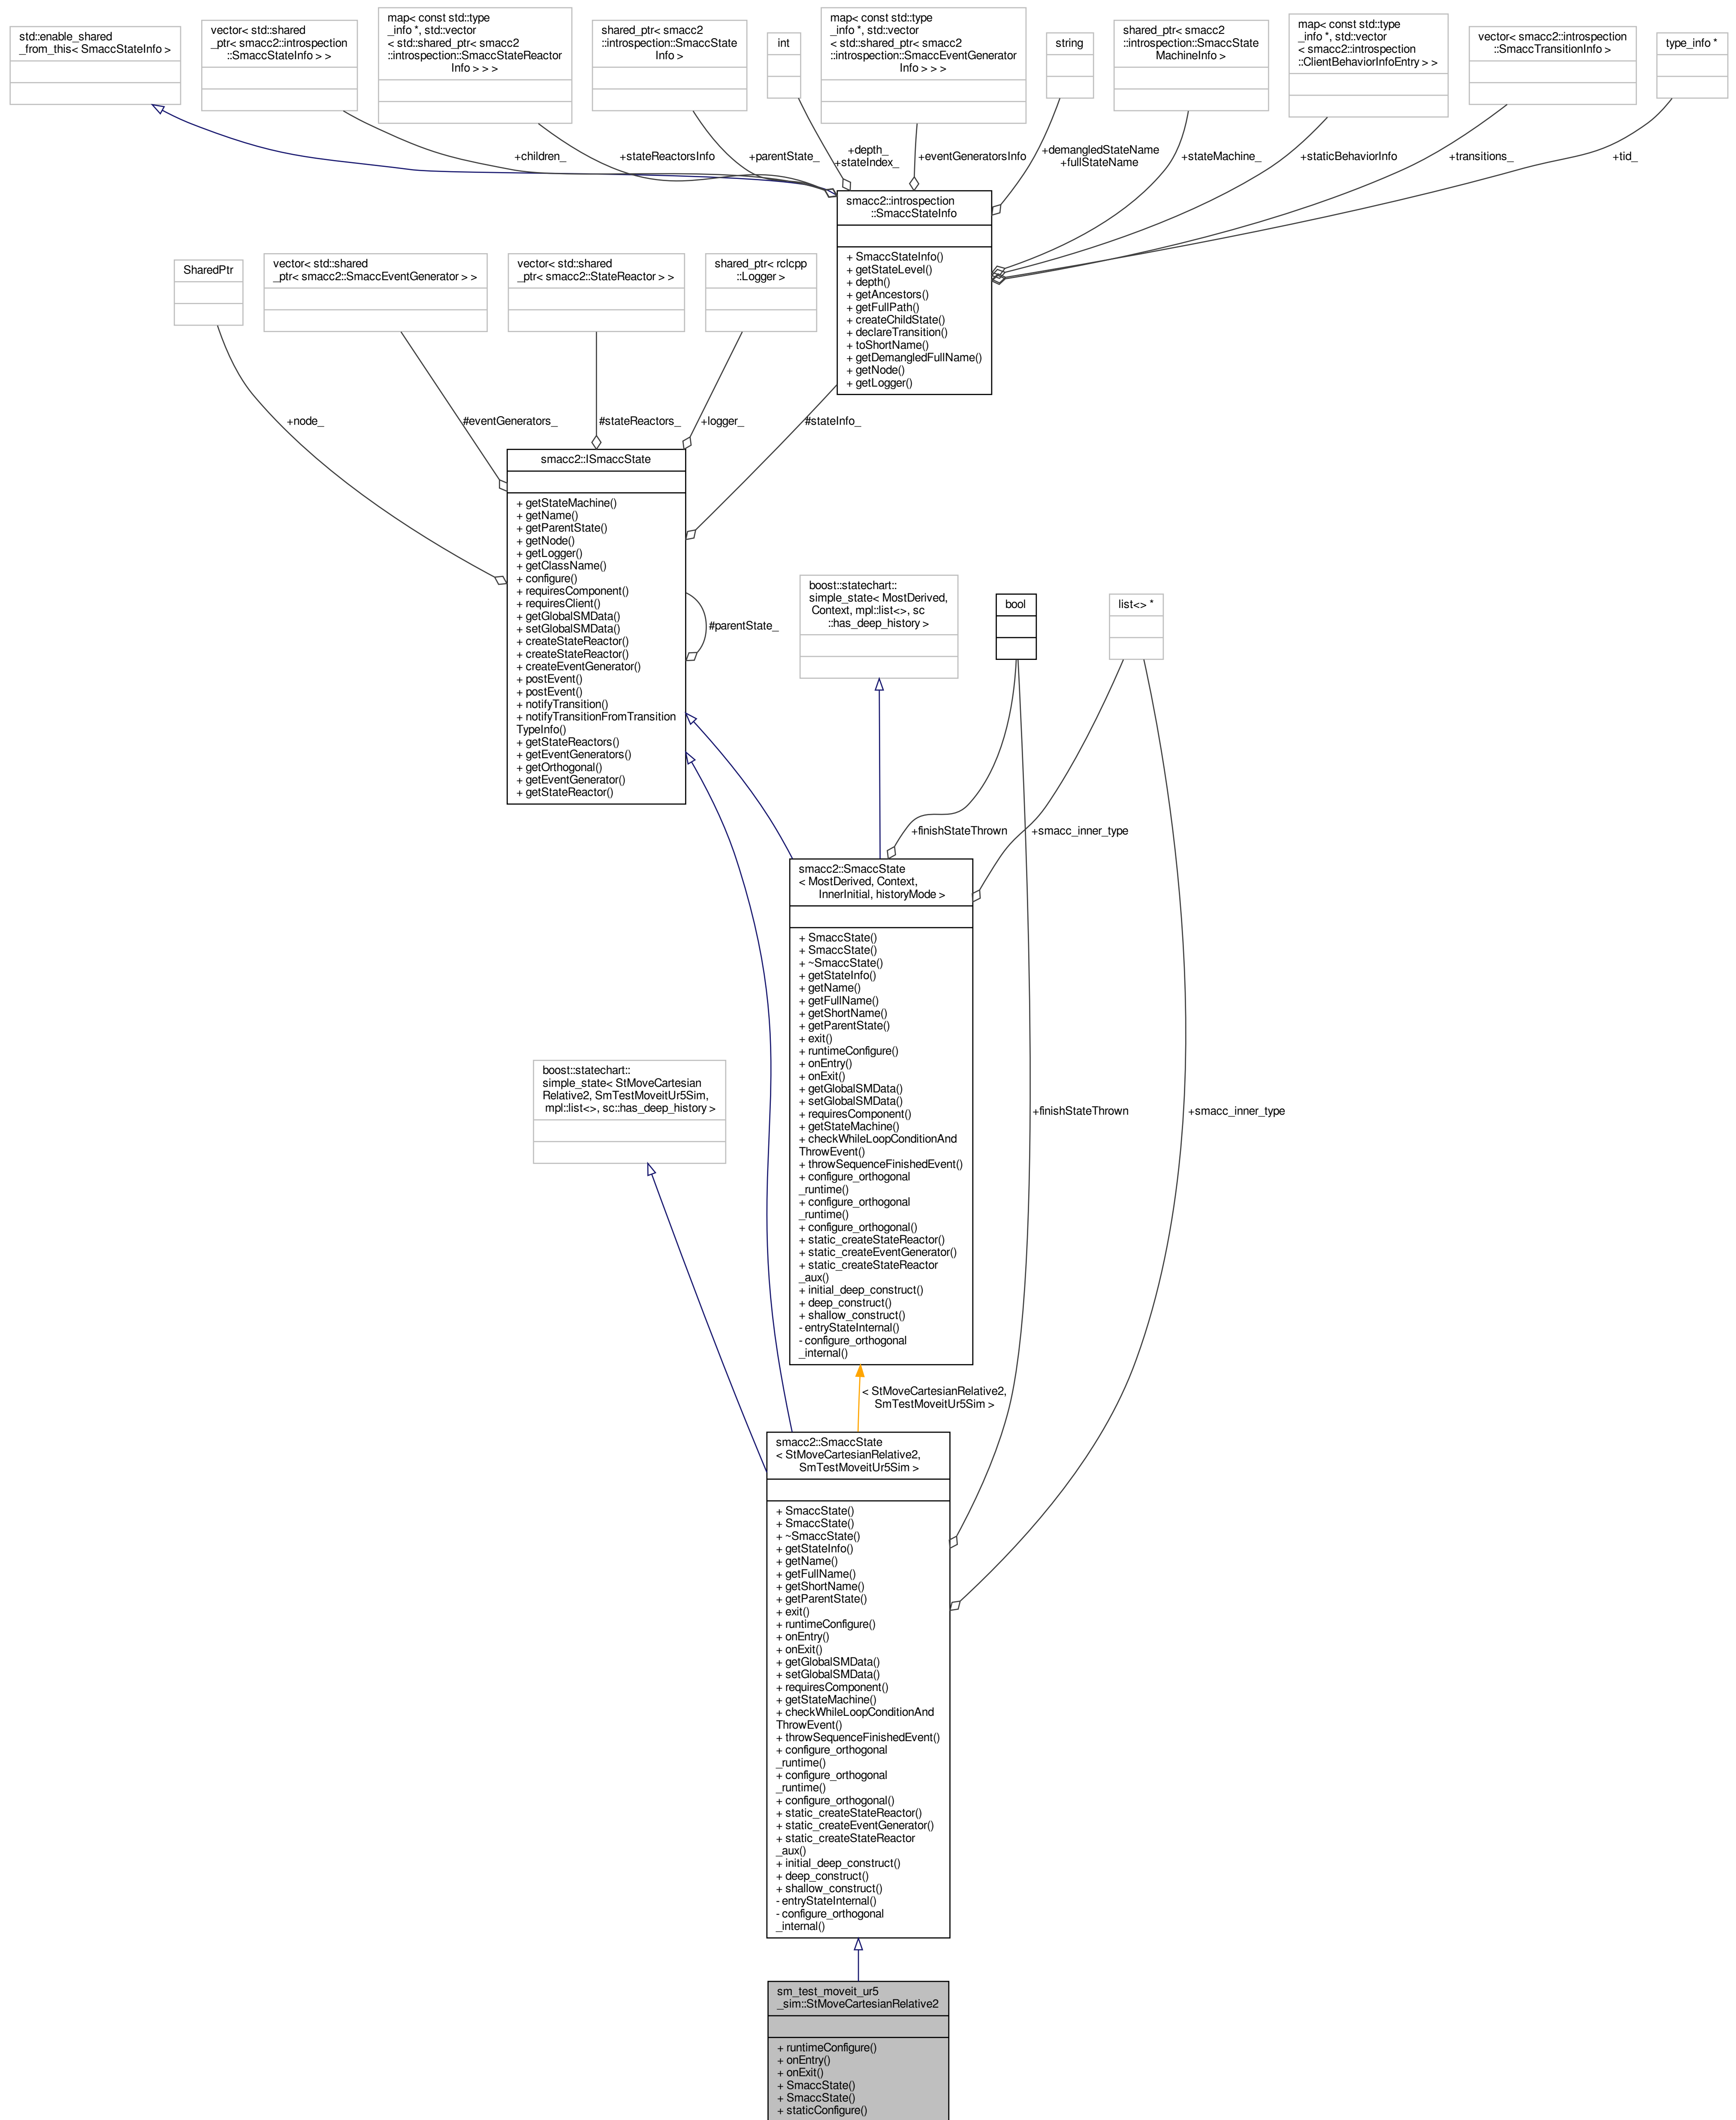 std::enable_shared
_from_this< SmaccStateInfo >
vector< std::shared
_ptr< smacc2::introspection
::SmaccStateInfo > >
map< const std::type
_info *, std::vector
< std::shared_ptr< smacc2
::introspection::SmaccStateReactor
Info > > >
shared_ptr< smacc2
::introspection::SmaccState
Info >
int
map< const std::type
_info *, std::vector
< std::shared_ptr< smacc2
::introspection::SmaccEventGenerator
Info > > >
string
shared_ptr< smacc2
::introspection::SmaccState
MachineInfo >
map< const std::type
_info *, std::vector
< smacc2::introspection
::ClientBehaviorInfoEntry > >
vector< smacc2::introspection
::SmaccTransitionInfo >
type_info *
+children_
+stateReactorsInfo
+parentState_
+depth_
+stateIndex_
+eventGeneratorsInfo
+demangledStateName
+fullStateName
+stateMachine_
+staticBehaviorInfo
+transitions_
+tid_
smacc2::introspection
::SmaccStateInfo
+ SmaccStateInfo()
+ getStateLevel()
+ depth()
+ getAncestors()
+ getFullPath()
+ createChildState()
+ declareTransition()
+ toShortName()
+ getDemangledFullName()
+ getNode()
+ getLogger()
SharedPtr
vector< std::shared
_ptr< smacc2::SmaccEventGenerator > >
vector< std::shared
_ptr< smacc2::StateReactor > >
shared_ptr< rclcpp
::Logger >
+node_
#eventGenerators_
#stateReactors_
+logger_
#stateInfo_
smacc2::ISmaccState
+ getStateMachine()
+ getName()
+ getParentState()
+ getNode()
+ getLogger()
+ getClassName()
+ configure()
+ requiresComponent()
+ requiresClient()
+ getGlobalSMData()
+ setGlobalSMData()
+ createStateReactor()
+ createStateReactor()
+ createEventGenerator()
+ postEvent()
+ postEvent()
+ notifyTransition()
+ notifyTransitionFromTransition
TypeInfo()
+ getStateReactors()
+ getEventGenerators()
+ getOrthogonal()
+ getEventGenerator()
+ getStateReactor()
#parentState_
boost::statechart::
simple_state< MostDerived,
Context, mpl::list<>, sc
::has_deep_history >
bool
list<> *
+finishStateThrown
+smacc_inner_type
smacc2::SmaccState
< MostDerived, Context,
InnerInitial, historyMode >
+ SmaccState()
+ SmaccState()
+ ~SmaccState()
+ getStateInfo()
+ getName()
+ getFullName()
+ getShortName()
+ getParentState()
+ exit()
+ runtimeConfigure()
+ onEntry()
+ onExit()
+ getGlobalSMData()
+ setGlobalSMData()
+ requiresComponent()
+ getStateMachine()
+ checkWhileLoopConditionAnd
ThrowEvent()
+ throwSequenceFinishedEvent()
+ configure_orthogonal
_runtime()
+ configure_orthogonal
_runtime()
+ configure_orthogonal()
+ static_createStateReactor()
+ static_createEventGenerator()
+ static_createStateReactor
_aux()
+ initial_deep_construct()
+ deep_construct()
+ shallow_construct()
- entryStateInternal()
- configure_orthogonal
_internal()
boost::statechart::
simple_state< StMoveCartesian
Relative2, SmTestMoveitUr5Sim,
mpl::list<>, sc::has_deep_history >
+finishStateThrown
+smacc_inner_type
< StMoveCartesianRelative2,
SmTestMoveitUr5Sim >
smacc2::SmaccState
< StMoveCartesianRelative2,
SmTestMoveitUr5Sim >
+ SmaccState()
+ SmaccState()
+ ~SmaccState()
+ getStateInfo()
+ getName()
+ getFullName()
+ getShortName()
+ getParentState()
+ exit()
+ runtimeConfigure()
+ onEntry()
+ onExit()
+ getGlobalSMData()
+ setGlobalSMData()
+ requiresComponent()
+ getStateMachine()
+ checkWhileLoopConditionAnd
ThrowEvent()
+ throwSequenceFinishedEvent()
+ configure_orthogonal
_runtime()
+ configure_orthogonal
_runtime()
+ configure_orthogonal()
+ static_createStateReactor()
+ static_createEventGenerator()
+ static_createStateReactor
_aux()
+ initial_deep_construct()
+ deep_construct()
+ shallow_construct()
- entryStateInternal()
- configure_orthogonal
_internal()
sm_test_moveit_ur5
_sim::StMoveCartesianRelative2
+ runtimeConfigure()
+ onEntry()
+ onExit()
+ SmaccState()
+ SmaccState()
+ staticConfigure()